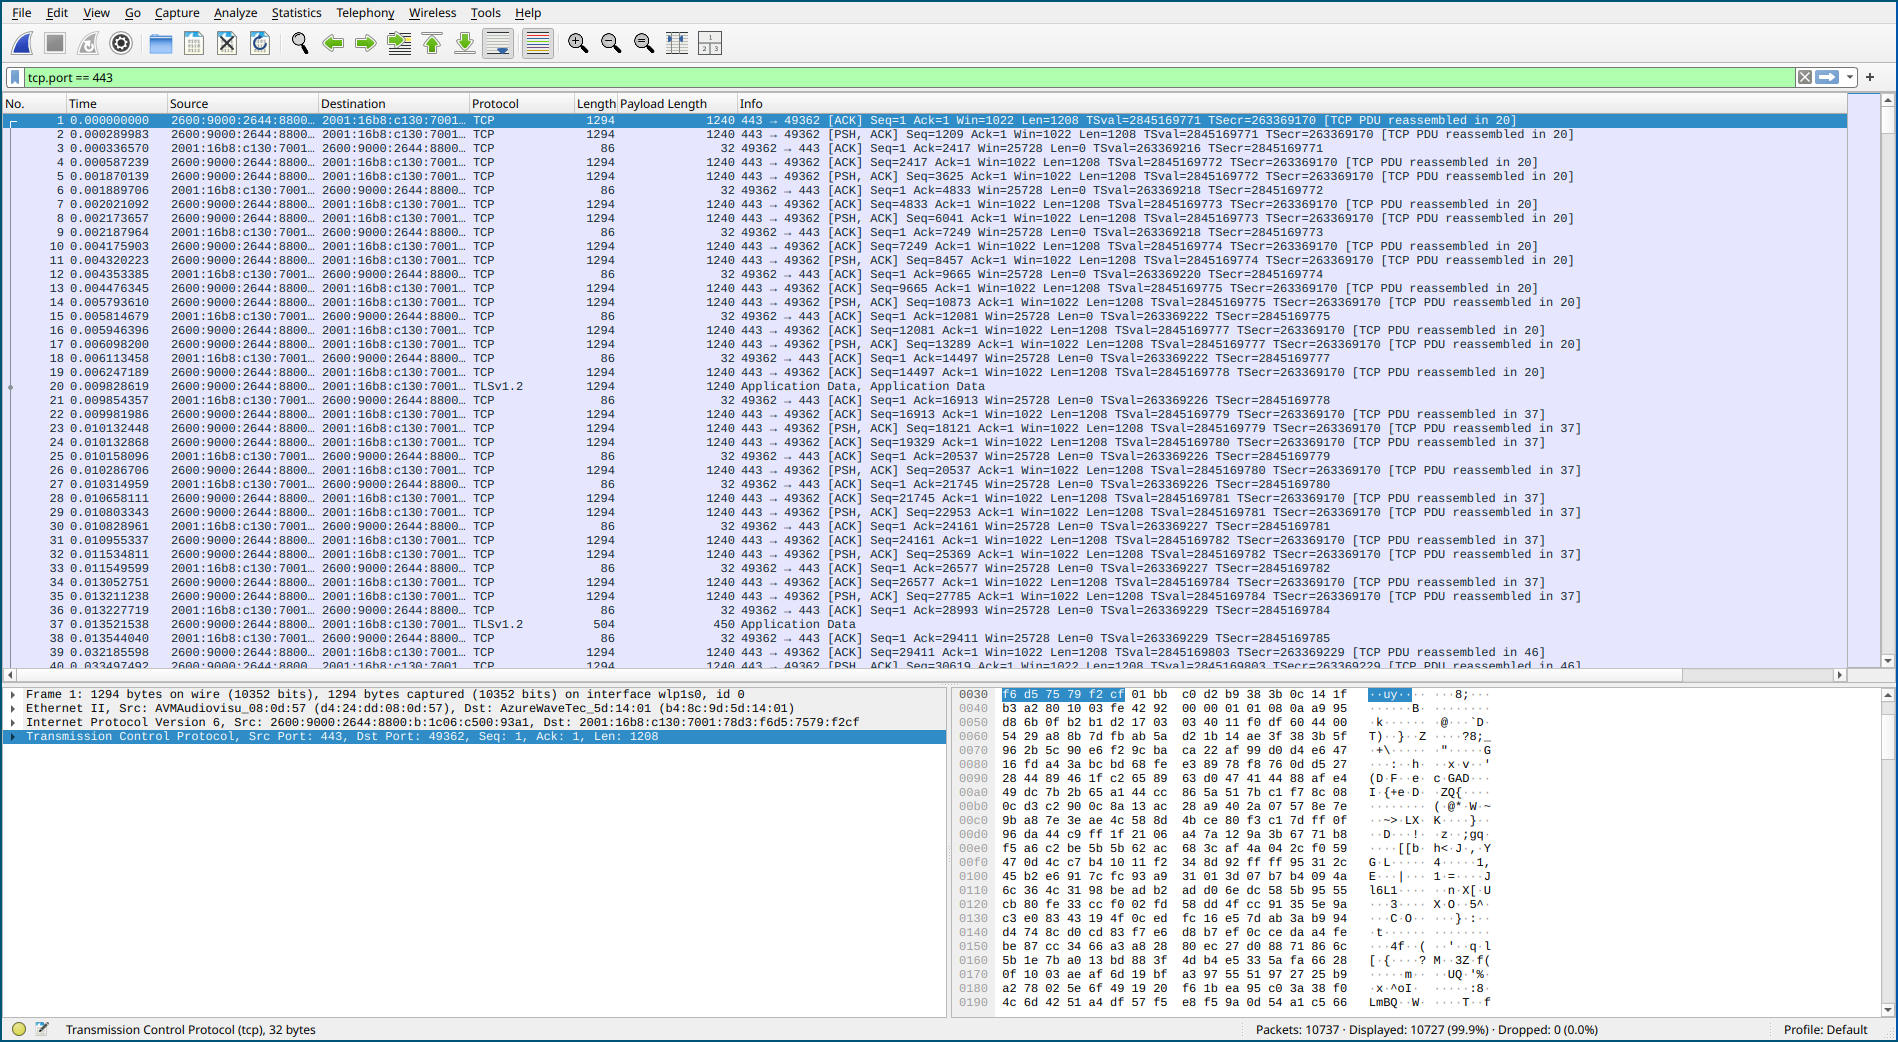 File Edit View Go Capture Analyze Statistics Telephony Wireless Tools Help
tcp.port == 443
No. Time Source Destination Protocol Length Payload Length Info
1 0.000000000 2600:9000:2644:8800… 2001:16b8:c130:7001… TCP 1294 1240 443 → 49362 [ACK] Seq=1 Ack=1 Win=1022 Len=1208 TSval=2845169771 TSecr=263369170 [TCP PDU reassembled in 20]
2 0.000289983 2600:9000:2644:8800… 2001:16b8:c130:7001… TCP 1294 1240 443 → 49362 [PSH, ACK] Seq=1209 Ack=1 Win=1022 Len=1208 TSval=2845169771 TSecr=263369170 [TCP PDU reassembled in 20]
3 0.000336570 2001:16b8:c130:7001… 2600:9000:2644:8800… TCP 86 32 49362 → 443 [ACK] Seq=1 Ack=2417 Win=25728 Len=0 TSval=263369216 TSecr=2845169771
4 0.000587239 2600:9000:2644:8800… 2001:16b8:c130:7001… TCP 1294 1240 443 → 49362 [ACK] Seq=2417 Ack=1 Win=1022 Len=1208 TSval=2845169772 TSecr=263369170 [TCP PDU reassembled in 20]
5 0.001870139 2600:9000:2644:8800… 2001:16b8:c130:7001… TCP 1294 1240 443 → 49362 [PSH, ACK] Seq=3625 Ack=1 Win=1022 Len=1208 TSval=2845169772 TSecr=263369170 [TCP PDU reassembled in 20]
6 0.001889706 2001:16b8:c130:7001… 2600:9000:2644:8800… TCP 86 32 49362 → 443 [ACK] Seq=1 Ack=4833 Win=25728 Len=0 TSval=263369218 TSecr=2845169772
7 0.002021092 2600:9000:2644:8800… 2001:16b8:c130:7001… TCP 1294 1240 443 → 49362 [ACK] Seq=4833 Ack=1 Win=1022 Len=1208 TSval=2845169773 TSecr=263369170 [TCP PDU reassembled in 20]
8 0.002173657 2600:9000:2644:8800… 2001:16b8:c130:7001… TCP 1294 1240 443 → 49362 [PSH, ACK] Seq=6041 Ack=1 Win=1022 Len=1208 TSval=2845169773 TSecr=263369170 [TCP PDU reassembled in 20]
9 0.002187964 2001:16b8:c130:7001… 2600:9000:2644:8800… TCP 86 32 49362 → 443 [ACK] Seq=1 Ack=7249 Win=25728 Len=0 TSval=263369218 TSecr=2845169773
10 0.004175903 2600:9000:2644:8800… 2001:16b8:c130:7001… TCP 1294 1240 443 → 49362 [ACK] Seq=7249 Ack=1 Win=1022 Len=1208 TSval=2845169774 TSecr=263369170 [TCP PDU reassembled in 20]
11 0.004320223 2600:9000:2644:8800… 2001:16b8:c130:7001… TCP 1294 1240 443 → 49362 [PSH, ACK] Seq=8457 Ack=1 Win=1022 Len=1208 TSval=2845169774 TSecr=263369170 [TCP PDU reassembled in 20]
12 0.004353385 2001:16b8:c130:7001… 2600:9000:2644:8800… TCP 86 32 49362 → 443 [ACK] Seq=1 Ack=9665 Win=25728 Len=0 TSval=263369220 TSecr=2845169774
13 0.004476345 2600:9000:2644:8800… 2001:16b8:c130:7001… TCP 1294 1240 443 → 49362 [ACK] Seq=9665 Ack=1 Win=1022 Len=1208 TSval=2845169775 TSecr=263369170 [TCP PDU reassembled in 20]
14 0.005793610 2600:9000:2644:8800… 2001:16b8:c130:7001… TCP 1294 1240 443 → 49362 [PSH, ACK] Seq=10873 Ack=1 Win=1022 Len=1208 TSval=2845169775 TSecr=263369170 [TCP PDU reassembled in 20]
15 0.005814679 2001:16b8:c130:7001… 2600:9000:2644:8800… TCP 86 32 49362 → 443 [ACK] Seq=1 Ack=12081 Win=25728 Len=0 TSval=263369222 TSecr=2845169775
16 0.005946396 2600:9000:2644:8800… 2001:16b8:c130:7001… TCP 1294 1240 443 → 49362 [ACK] Seq=12081 Ack=1 Win=1022 Len=1208 TSval=2845169777 TSecr=263369170 [TCP PDU reassembled in 20]
17 0.006098200 2600:9000:2644:8800… 2001:16b8:c130:7001… TCP 1294 1240 443 → 49362 [PSH, ACK] Seq=13289 Ack=1 Win=1022 Len=1208 TSval=2845169777 TSecr=263369170 [TCP PDU reassembled in 20]
18 0.006113458 2001:16b8:c130:7001… 2600:9000:2644:8800… TCP 86 32 49362 → 443 [ACK] Seq=1 Ack=14497 Win=25728 Len=0 TSval=263369222 TSecr=2845169777
19 0.006247189 2600:9000:2644:8800… 2001:16b8:c130:7001… TCP 1294 1240 443 → 49362 [ACK] Seq=14497 Ack=1 Win=1022 Len=1208 TSval=2845169778 TSecr=263369170 [TCP PDU reassembled in 20]
20 0.009828619 2600:9000:2644:8800… 2001:16b8:c130:7001… TLSv1.2 1294 1240 Application Data, Application Data
21 0.009854357 2001:16b8:c130:7001… 2600:9000:2644:8800… TCP 86 32 49362 → 443 [ACK] Seq=1 Ack=16913 Win=25728 Len=0 TSval=263369226 TSecr=2845169778
22 0.009981986 2600:9000:2644:8800… 2001:16b8:c130:7001… TCP 1294 1240 443 → 49362 [ACK] Seq=16913 Ack=1 Win=1022 Len=1208 TSval=2845169779 TSecr=263369170 [TCP PDU reassembled in 37]
23 0.010132448 2600:9000:2644:8800… 2001:16b8:c130:7001… TCP 1294 1240 443 → 49362 [PSH, ACK] Seq=18121 Ack=1 Win=1022 Len=1208 TSval=2845169779 TSecr=263369170 [TCP PDU reassembled in 37]
24 0.010132868 2600:9000:2644:8800… 2001:16b8:c130:7001… TCP 1294 1240 443 → 49362 [ACK] Seq=19329 Ack=1 Win=1022 Len=1208 TSval=2845169780 TSecr=263369170 [TCP PDU reassembled in 37]
25 0.010158096 2001:16b8:c130:7001… 2600:9000:2644:8800… TCP 86 32 49362 → 443 [ACK] Seq=1 Ack=20537 Win=25728 Len=0 TSval=263369226 TSecr=2845169779
26 0.010286706 2600:9000:2644:8800… 2001:16b8:c130:7001… TCP 1294 1240 443 → 49362 [PSH, ACK] Seq=20537 Ack=1 Win=1022 Len=1208 TSval=2845169780 TSecr=263369170 [TCP PDU reassembled in 37]
27 0.010314959 2001:16b8:c130:7001… 2600:9000:2644:8800… TCP 86 32 49362 → 443 [ACK] Seq=1 Ack=21745 Win=25728 Len=0 TSval=263369226 TSecr=2845169780
28 0.010658111 2600:9000:2644:8800… 2001:16b8:c130:7001… TCP 1294 1240 443 → 49362 [ACK] Seq=21745 Ack=1 Win=1022 Len=1208 TSval=2845169781 TSecr=263369170 [TCP PDU reassembled in 37]
29 0.010803343 2600:9000:2644:8800… 2001:16b8:c130:7001… TCP 1294 1240 443 → 49362 [PSH, ACK] Seq=22953 Ack=1 Win=1022 Len=1208 TSval=2845169781 TSecr=263369170 [TCP PDU reassembled in 37]
30 0.010828961 2001:16b8:c130:7001… 2600:9000:2644:8800… TCP 86 32 49362 → 443 [ACK] Seq=1 Ack=24161 Win=25728 Len=0 TSval=263369227 TSecr=2845169781
31 0.010955337 2600:9000:2644:8800… 2001:16b8:c130:7001… TCP 1294 1240 443 → 49362 [ACK] Seq=24161 Ack=1 Win=1022 Len=1208 TSval=2845169782 TSecr=263369170 [TCP PDU reassembled in 37]
32 0.011534811 2600:9000:2644:8800… 2001:16b8:c130:7001… TCP 1294 1240 443 → 49362 [PSH, ACK] Seq=25369 Ack=1 Win=1022 Len=1208 TSval=2845169782 TSecr=263369170 [TCP PDU reassembled in 37]
33 0.011549599 2001:16b8:c130:7001… 2600:9000:2644:8800… TCP 86 32 49362 → 443 [ACK] Seq=1 Ack=26577 Win=25728 Len=0 TSval=263369227 TSecr=2845169782
34 0.013052751 2600:9000:2644:8800… 2001:16b8:c130:7001… TCP 1294 1240 443 → 49362 [ACK] Seq=26577 Ack=1 Win=1022 Len=1208 TSval=2845169784 TSecr=263369170 [TCP PDU reassembled in 37]
35 0.013211238 2600:9000:2644:8800… 2001:16b8:c130:7001… TCP 1294 1240 443 → 49362 [PSH, ACK] Seq=27785 Ack=1 Win=1022 Len=1208 TSval=2845169784 TSecr=263369170 [TCP PDU reassembled in 37]
36 0.013227719 2001:16b8:c130:7001… 2600:9000:2644:8800… TCP 86 32 49362 → 443 [ACK] Seq=1 Ack=28993 Win=25728 Len=0 TSval=263369229 TSecr=2845169784
37 0.013521538 2600:9000:2644:8800… 2001:16b8:c130:7001… TLSv1.2 504 450 Application Data
38 0.013544040 2001:16b8:c130:7001… 2600:9000:2644:8800… TCP 86 32 49362 → 443 [ACK] Seq=1 Ack=29411 Win=25728 Len=0 TSval=263369229 TSecr=2845169785
39 0.032185598 2600:9000:2644:8800… 2001:16b8:c130:7001… TCP 1294 1240 443 → 49362 [ACK] Seq=29411 Ack=1 Win=1022 Len=1208 TSval=2845169803 TSecr=263369229 [TCP PDU reassembled in 46]
40 0.033497492 2600:9000:2644:8800… 2001:16b8:c130:7001… TCP 1294 1240 443 → 49362 [PSH, ACK] Seq=30619 Ack=1 Win=1022 Len=1208 TSval=2845169803 TSecr=263369229 [TCP PDU reassembled in 46]
Frame 1: 1294 bytes on wire (10352 bits), 1294 bytes captured (10352 bits) on interface wlp1s0, id 0
Ethernet II, Src: AVMAudiovisu_08:0d:57 (d4:24:dd:08:0d:57), Dst: AzureWaveTec_5d:14:01 (b4:8c:9d:5d:14:01)
Internet Protocol Version 6, Src: 2600:9000:2644:8800:b:1c06:c500:93a1, Dst: 2001:16b8:c130:7001:78d3:f6d5:7579:f2cf
Transmission Control Protocol, Src Port: 443, Dst Port: 49362, Seq: 1, Ack: 1, Len: 1208
0030 f6 d5 75 79 f2 cf 01 bb c0 d2 b9 38 3b 0c 14 1f ··uy·· ·· ···8;···
0040 b3 a2 80 10 03 fe 42 92 00 00 01 01 08 0a a9 95 ······B· ········
0050 d8 6b 0f b2 b1 d2 17 03 03 40 11 f0 df 60 44 00 ·k······ ·@···`D·
0060 54 29 a8 8b 7d fb ab 5a d2 1b 14 ae 3f 38 3b 5f T)··}··Z ····?8;_
0070 96 2b 5c 90 e6 f2 9c ba ca 22 af 99 d0 d4 e6 47 ·+\····· ·"·····G
0080 16 fd a4 3a bc bd 68 fe e3 89 78 f8 76 0d d5 27 ···:··h· ··x·v··'
0090 28 44 89 46 1f c2 65 89 63 d0 47 41 44 88 af e4 (D·F··e· c·GAD···
00a0 49 dc 7b 2b 65 a1 44 cc 86 5a 51 7b c1 f7 8c 08 I·{+e·D· ·ZQ{····
00b0 0c d3 c2 90 0c 8a 13 ac 28 a9 40 2a 07 57 8e 7e ········ (·@*·W·~
00c0 9b a8 7e 3e ae 4c 58 8d 4b ce 80 f3 c1 7d ff 0f ··~>·LX· K····}··
00d0 96 da 44 c9 ff 1f 21 06 a4 7a 12 9a 3b 67 71 b8 ··D···!· ·z··;gq·
00e0 f5 a6 c2 be 5b 5b 62 ac 68 3c af 4a 04 2c f0 59 ····[[b· h<·J·,·Y
00f0 47 0d 4c c7 b4 10 11 f2 34 8d 92 ff ff 95 31 2c G·L····· 4·····1,
0100 45 b2 e6 91 7c fc 93 a9 31 01 3d 07 b7 b4 09 4a E···|··· 1·=····J
0110 6c 36 4c 31 98 be ad b2 ad d0 6e dc 58 5b 95 55 l6L1···· ··n·X[·U
0120 cb 80 fe 33 cc f0 02 fd 58 dd 4f cc 91 35 5e 9a ···3···· X·O··5^·
0130 c3 e0 83 43 19 4f 0c ed fc 16 e5 7d ab 3a b9 94 ···C·O·· ···}·:··
0140 d4 74 8c d0 cd 83 f7 e6 d8 b7 ef 0c ce da a4 fe ·t······ ········
0150 be 87 cc 34 66 a3 a8 28 80 ec 27 d0 88 71 86 6c ···4f··( ··'··q·l
0160 5b 1e 7b a0 13 bd 88 3f 4d b4 e5 33 5a fa 66 28 [·{····? M··3Z·f(
0170 0f 10 03 ae af 6d 19 bf a3 97 55 51 97 27 25 b9 ·····m·· ··UQ·'%·
0180 a2 78 02 5e 6f 49 19 20 f6 1b ea 95 c0 3a 38 f0 ·x·^oI·  ·····:8·
0190 4c 6d 42 51 a4 df 57 f5 e8 f5 9a 0d 54 a1 c5 66 LmBQ··W· ····T··f
Transmission Control Protocol (tcp), 32 bytes Packets: 10737 · Displayed: 10727 (99.9%) · Dropped: 0 (0.0%) Profile: Default